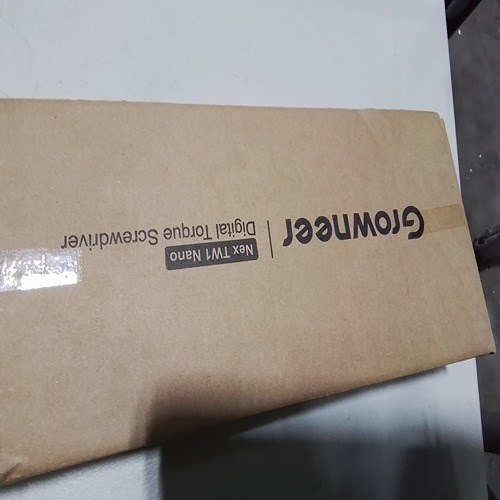 Growneer
Nex TW1 Nano
Digital Torque Screwdriver